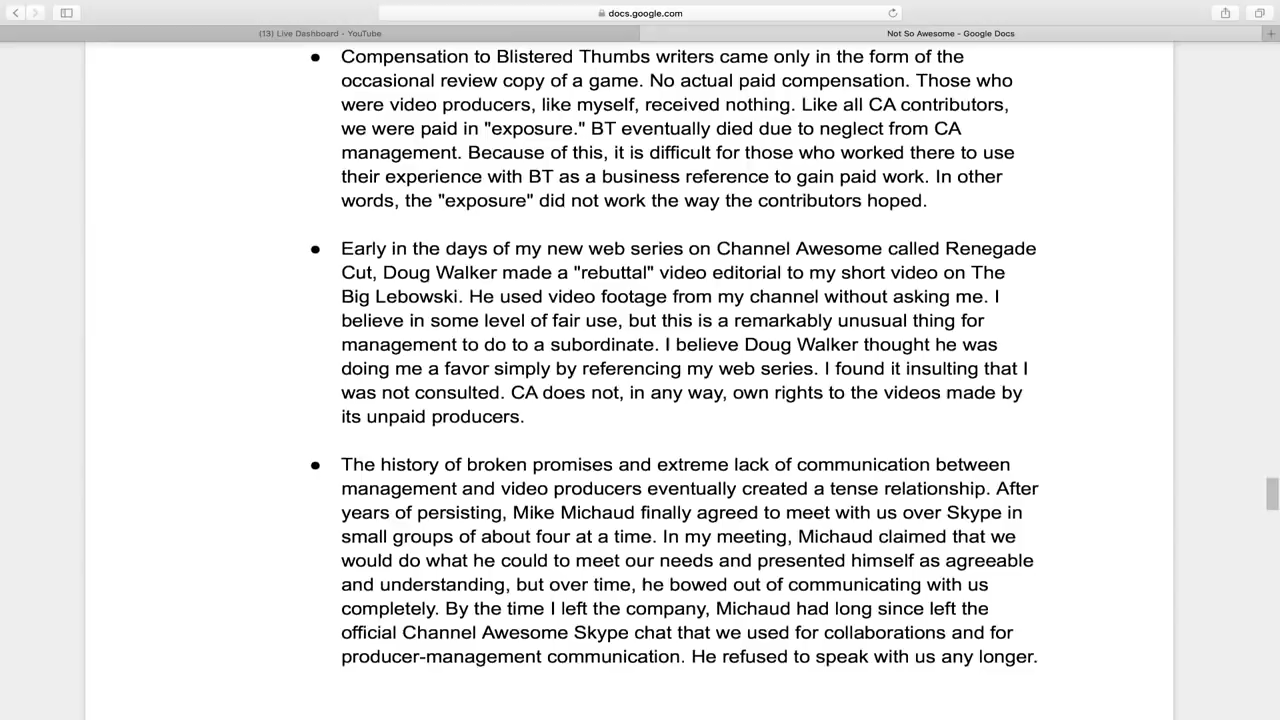 docs.google.com
(13) Live Dashboard - YouTube
Not So Awesome - Google Docs
● Compensation to Blistered Thumbs writers came only in the form of the
occasional review copy of a game. No actual paid compensation. Those who
were video producers, like myself, received nothing. Like all CA contributors,
we were paid in "exposure." BT eventually died due to neglect from CA
management. Because of this, it is difficult for those who worked there to use
their experience with BT as a business reference to gain paid work. In other
words, the "exposure" did not work the way the contributors hoped.
● Early in the days of my new web series on Channel Awesome called Renegade
Cut, Doug Walker made a "rebuttal" video editorial to my short video on The
Big Lebowski. He used video footage from my channel without asking me. I
believe in some level of fair use, but this is a remarkably unusual thing for
management to do to a subordinate. I believe Doug Walker thought he was
doing me a favor simply by referencing my web series. I found it insulting that I
was not consulted. CA does not, in any way, own rights to the videos made by
its unpaid producers.
● The history of broken promises and extreme lack of communication between
management and video producers eventually created a tense relationship. After
years of persisting, Mike Michaud finally agreed to meet with us over Skype in
small groups of about four at a time. In my meeting, Michaud claimed that we
would do what he could to meet our needs and presented himself as agreeable
and understanding, but over time, he bowed out of communicating with us
completely. By the time I left the company, Michaud had long since left the
official Channel Awesome Skype chat that we used for collaborations and for
producer-management communication. He refused to speak with us any longer.